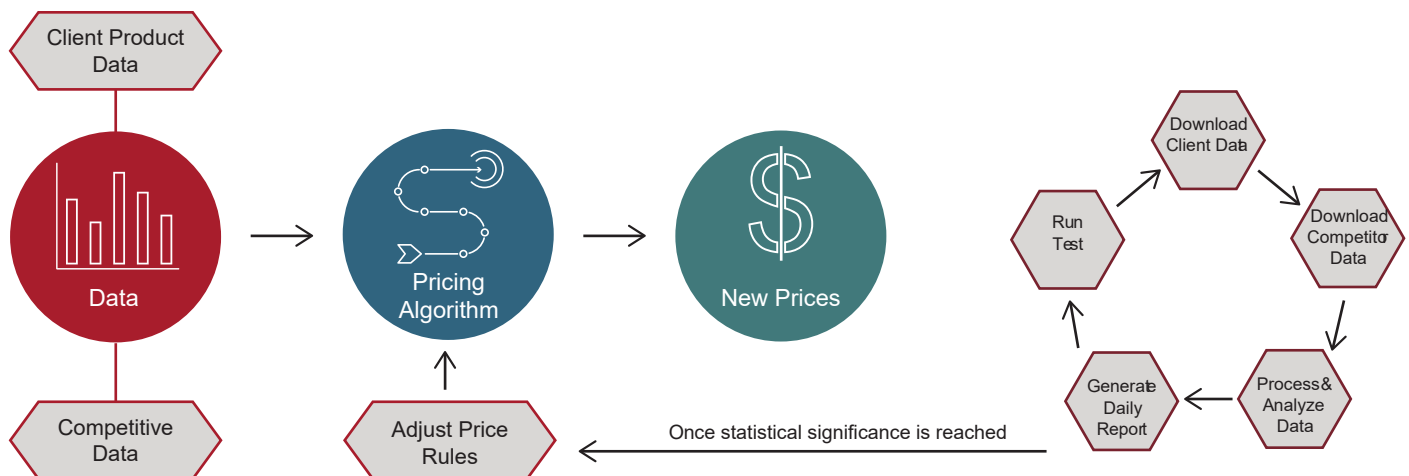 Client Product
Data
Data
Competitive
Data
Pricing
Algorithm
Adjust Price
Rules
New Prices
Once statistical significance is reached
Download
Client Data
Download
Competitor
Data
Process&
Analyze
Data
Generate
Daily
Report
Run
Test